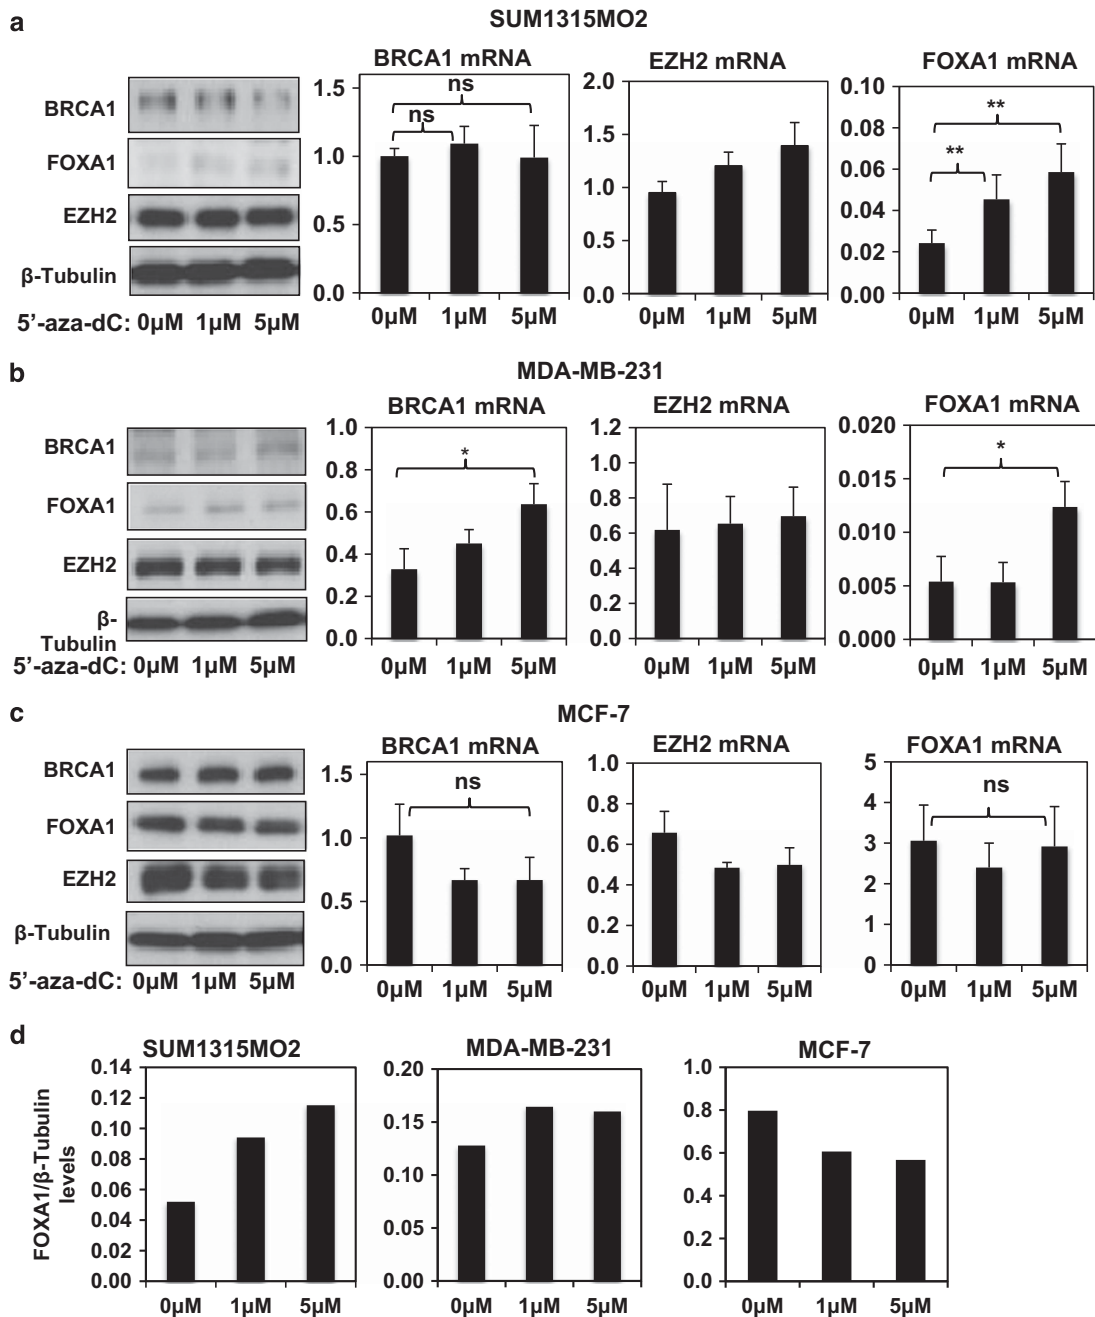 a
SUM1315MO2
BRCA1 mRNA
EZH2 mRNA
FOXA1 mRNA
BRCA1
FOXA1
EZH2
β-Tubulin
5'-aza-dC: 0µM 1µM 5µM
1.5
1.0
0.5
0.0
ns
ns
0µM 1µM 5µM
2.0
1.5
1.0
0.5
0.0
0µM 1µM 5µM
0.10
0.08
0.06
0.04
0.02
0.00
**
**
0µM 1µM 5µM
b
MDA-MB-231
BRCA1 mRNA
EZH2 mRNA
FOXA1 mRNA
BRCA1
FOXA1
EZH2
β-
Tubulin
5'-aza-dC: 0µM 1µM 5µM
1.0
0.8
0.6
0.4
0.2
0.0
*
0µM 1µM 5µM
1.2
1.0
0.8
0.6
0.4
0.2
0.0
0µM 1µM 5µM
0.020
0.015
0.010
0.005
0.000
*
0µM 1µM 5µM
c
MCF-7
BRCA1 mRNA
EZH2 mRNA
FOXA1 mRNA
BRCA1
FOXA1
EZH2
β-Tubulin
5'-aza-dC: 0µM 1µM 5µM
1.5
1.0
0.5
0.0
ns
0µM 1µM 5µM
1.0
0.8
0.6
0.4
0.2
0.0
0µM 1µM 5µM
5
4
3
2
1
0
ns
0µM 1µM 5µM
d
SUM1315MO2
MDA-MB-231
MCF-7
FOXA1/β-Tubulin
levels
0.14
0.12
0.10
0.08
0.06
0.04
0.02
0.00
0µM 1µM 5µM
0.20
0.15
0.10
0.05
0.00
0µM 1µM 5µM
1.0
0.8
0.6
0.4
0.2
0.0
0µM 1µM 5µM